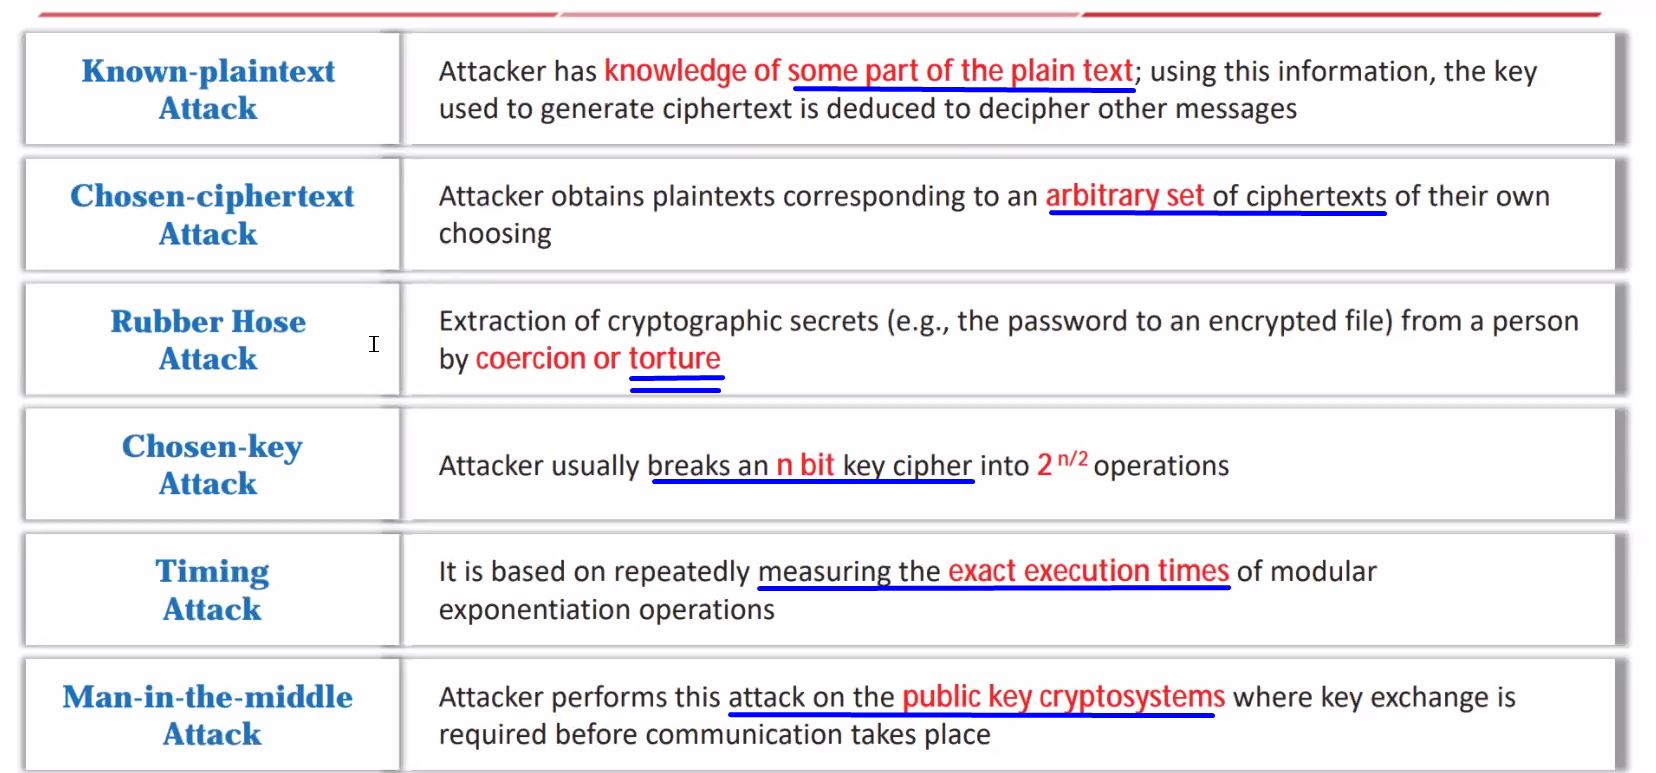 Known-plaintext
Attack
Attacker has knowledge of some part of the plain text; using this information, the key
used to generate ciphertext is deduced to decipher other messages
Chosen-ciphertext
Attack
Attacker obtains plaintexts corresponding to an arbitrary set of ciphertexts of their own
choosing
Rubber Hose
Attack
Extraction of cryptographic secrets (e.g., the password to an encrypted file) from a person
by coercion or torture
Chosen-key
Attack
Attacker usually breaks an n bit key cipher into 2 n/2 operations
Timing
Attack
It is based on repeatedly measuring the exact execution times of modular
exponentiation operations
Man-in-the-middle
Attack
Attacker performs this attack on the public key cryptosystems where key exchange is
required before communication takes place